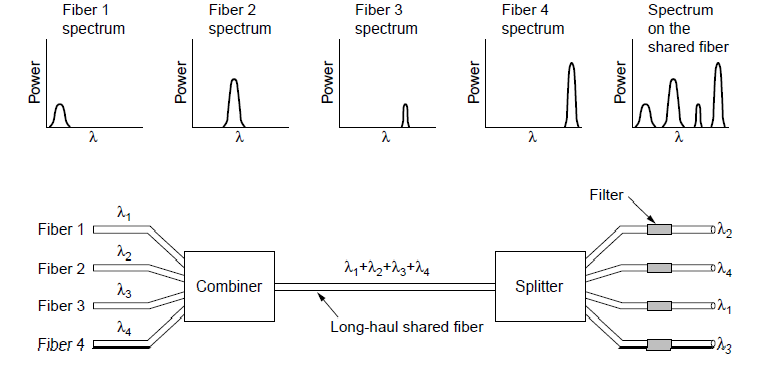 Fiber 1
spectrum
Fiber 2
spectrum
Fiber 3
spectrum
Fiber 4
spectrum
Spectrum
on the
shared fiber
Power
λ
Power
λ
Power
λ
Power
λ
Power
λ
Filter
Fiber 1
λ1
Fiber 2
λ2
Fiber 3
λ3
Fiber 4
λ4
Combiner
λ1+λ2+λ3+λ4
Long-haul shared fiber
Splitter
λ2
λ4
λ1
λ3